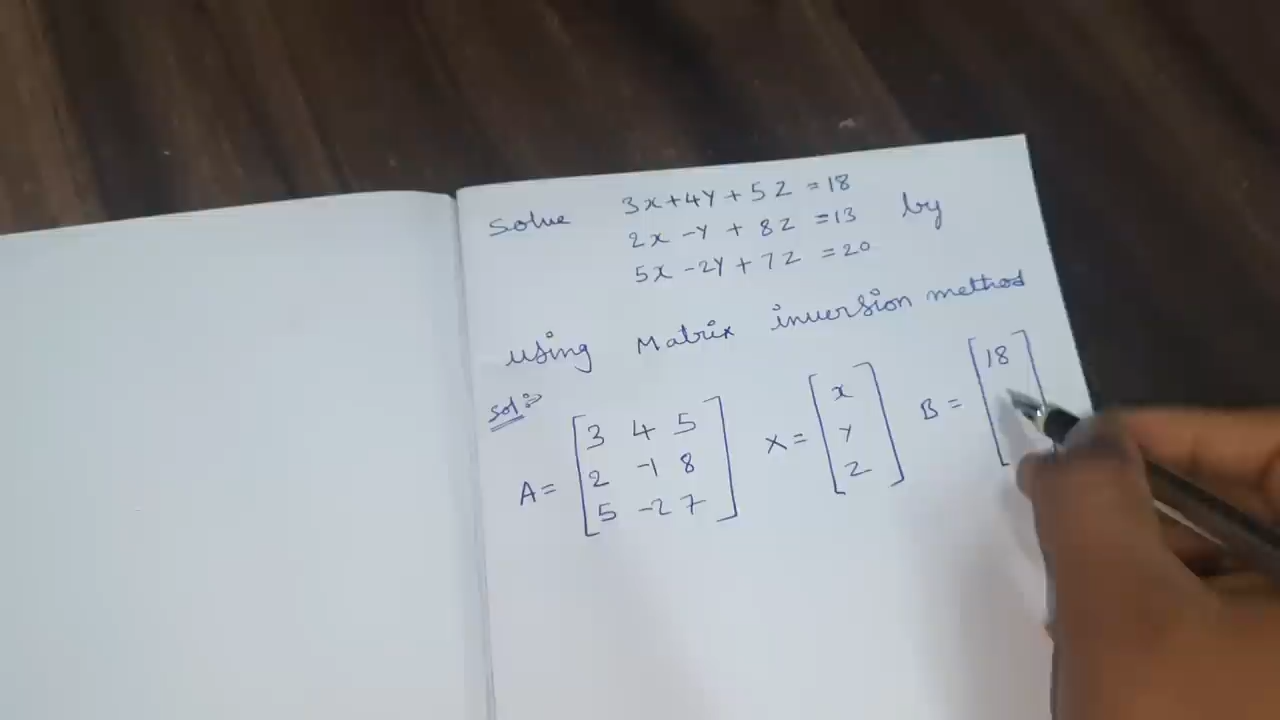 Solve 3x+4y+5z =18
2x -y + 8z =13 by
5x -2y+7z =20
using Matrix inversion method
Sol:-
A= [3 4 5 X= [x B= [18
2 -1 8 y
5 -2 7] z]